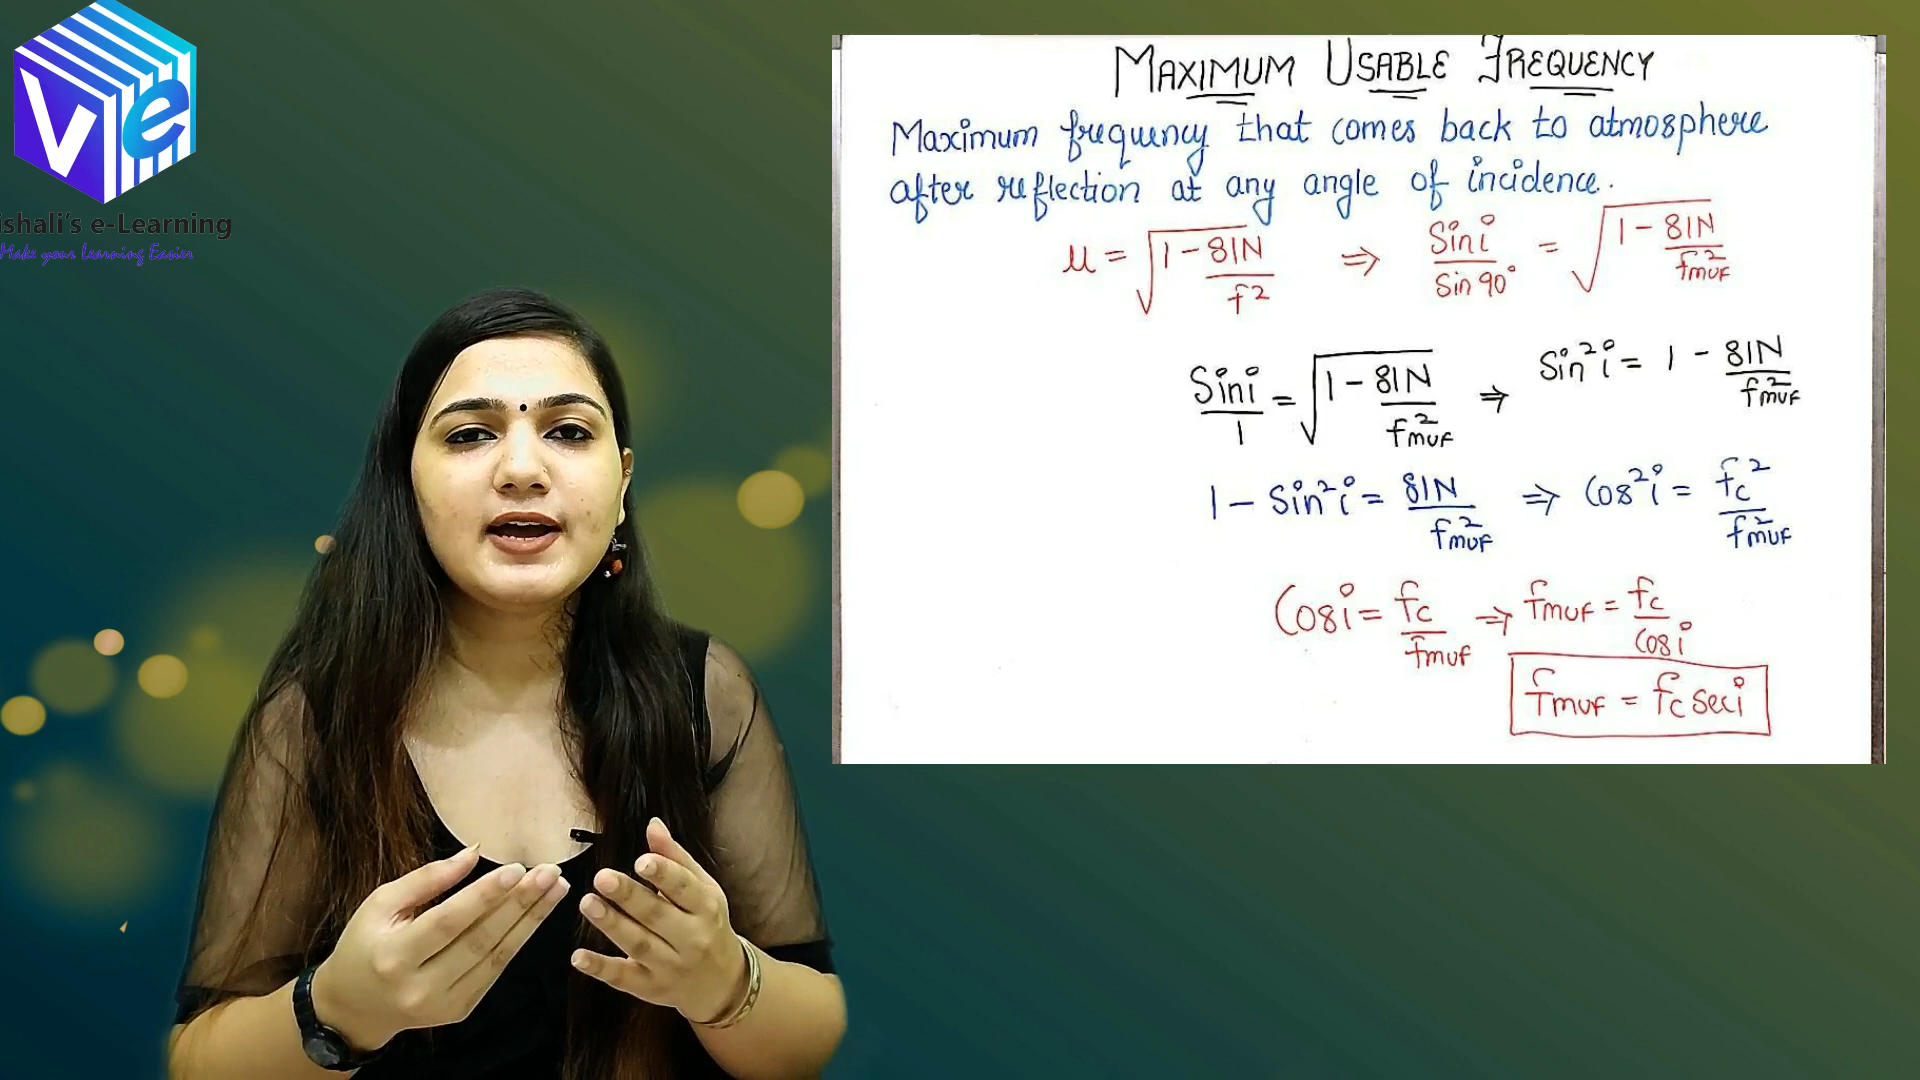 Ve
ishali's e-Learning
Make your Learning Easier
MAXIMUM USABLE FREQUENCY
Maximum frequency that comes back to atmosphere
after reflection at any angle of incidence.
μ = √(1 - 81N/f²) ⇒ Sin i/Sin 90° = √(1 - 81N/f²MUF)
Sin i/1 = √(1 - 81N/f²MUF) ⇒ Sin²i = 1 - 81N/f²MUF
1 - Sin²i = 81N/f²MUF ⇒ Cos²i = fc²/f²MUF
Cos i = fc/fMUF ⇒ fMUF = fc/Cos i
fMUF = fc sec i